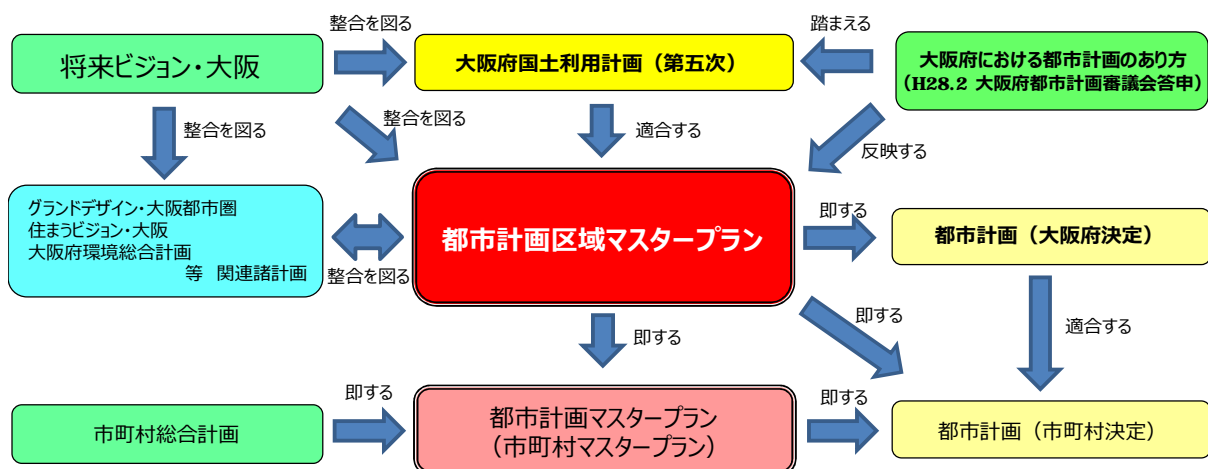 整合を図る
踏まえる
将来ビジョン・大阪
大阪府国土利用計画（第五次）
大阪府における都市計画のあり方
（H28.2 大阪府都市計画審議会答申）
整合を図る
整合を図る
適合する
反映する
グランドデザイン・大阪都市圏
住まうビジョン・大阪
大阪府環境総合計画
等　関連諸計画
整合を図る
都市計画区域マスタープラン
即する
都市計画（大阪府決定）
即する
即する
適合する
市町村総合計画
即する
都市計画マスタープラン
（市町村マスタープラン）
即する
都市計画（市町村決定）